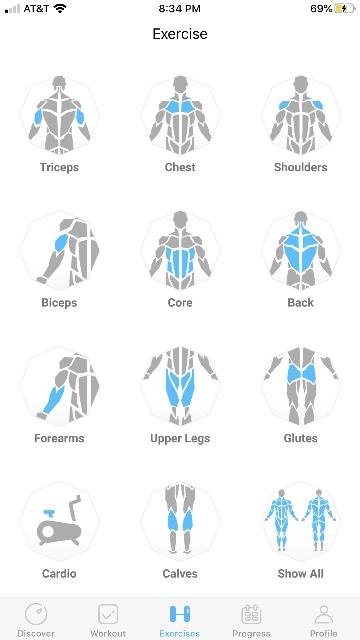 AT&T 8:34 PM 69%
Exercise
Triceps Chest Shoulders
Biceps Core Back
Forearms Upper Legs Glutes
Cardio Calves Show All
Discover Workout Exercises Progress Profile